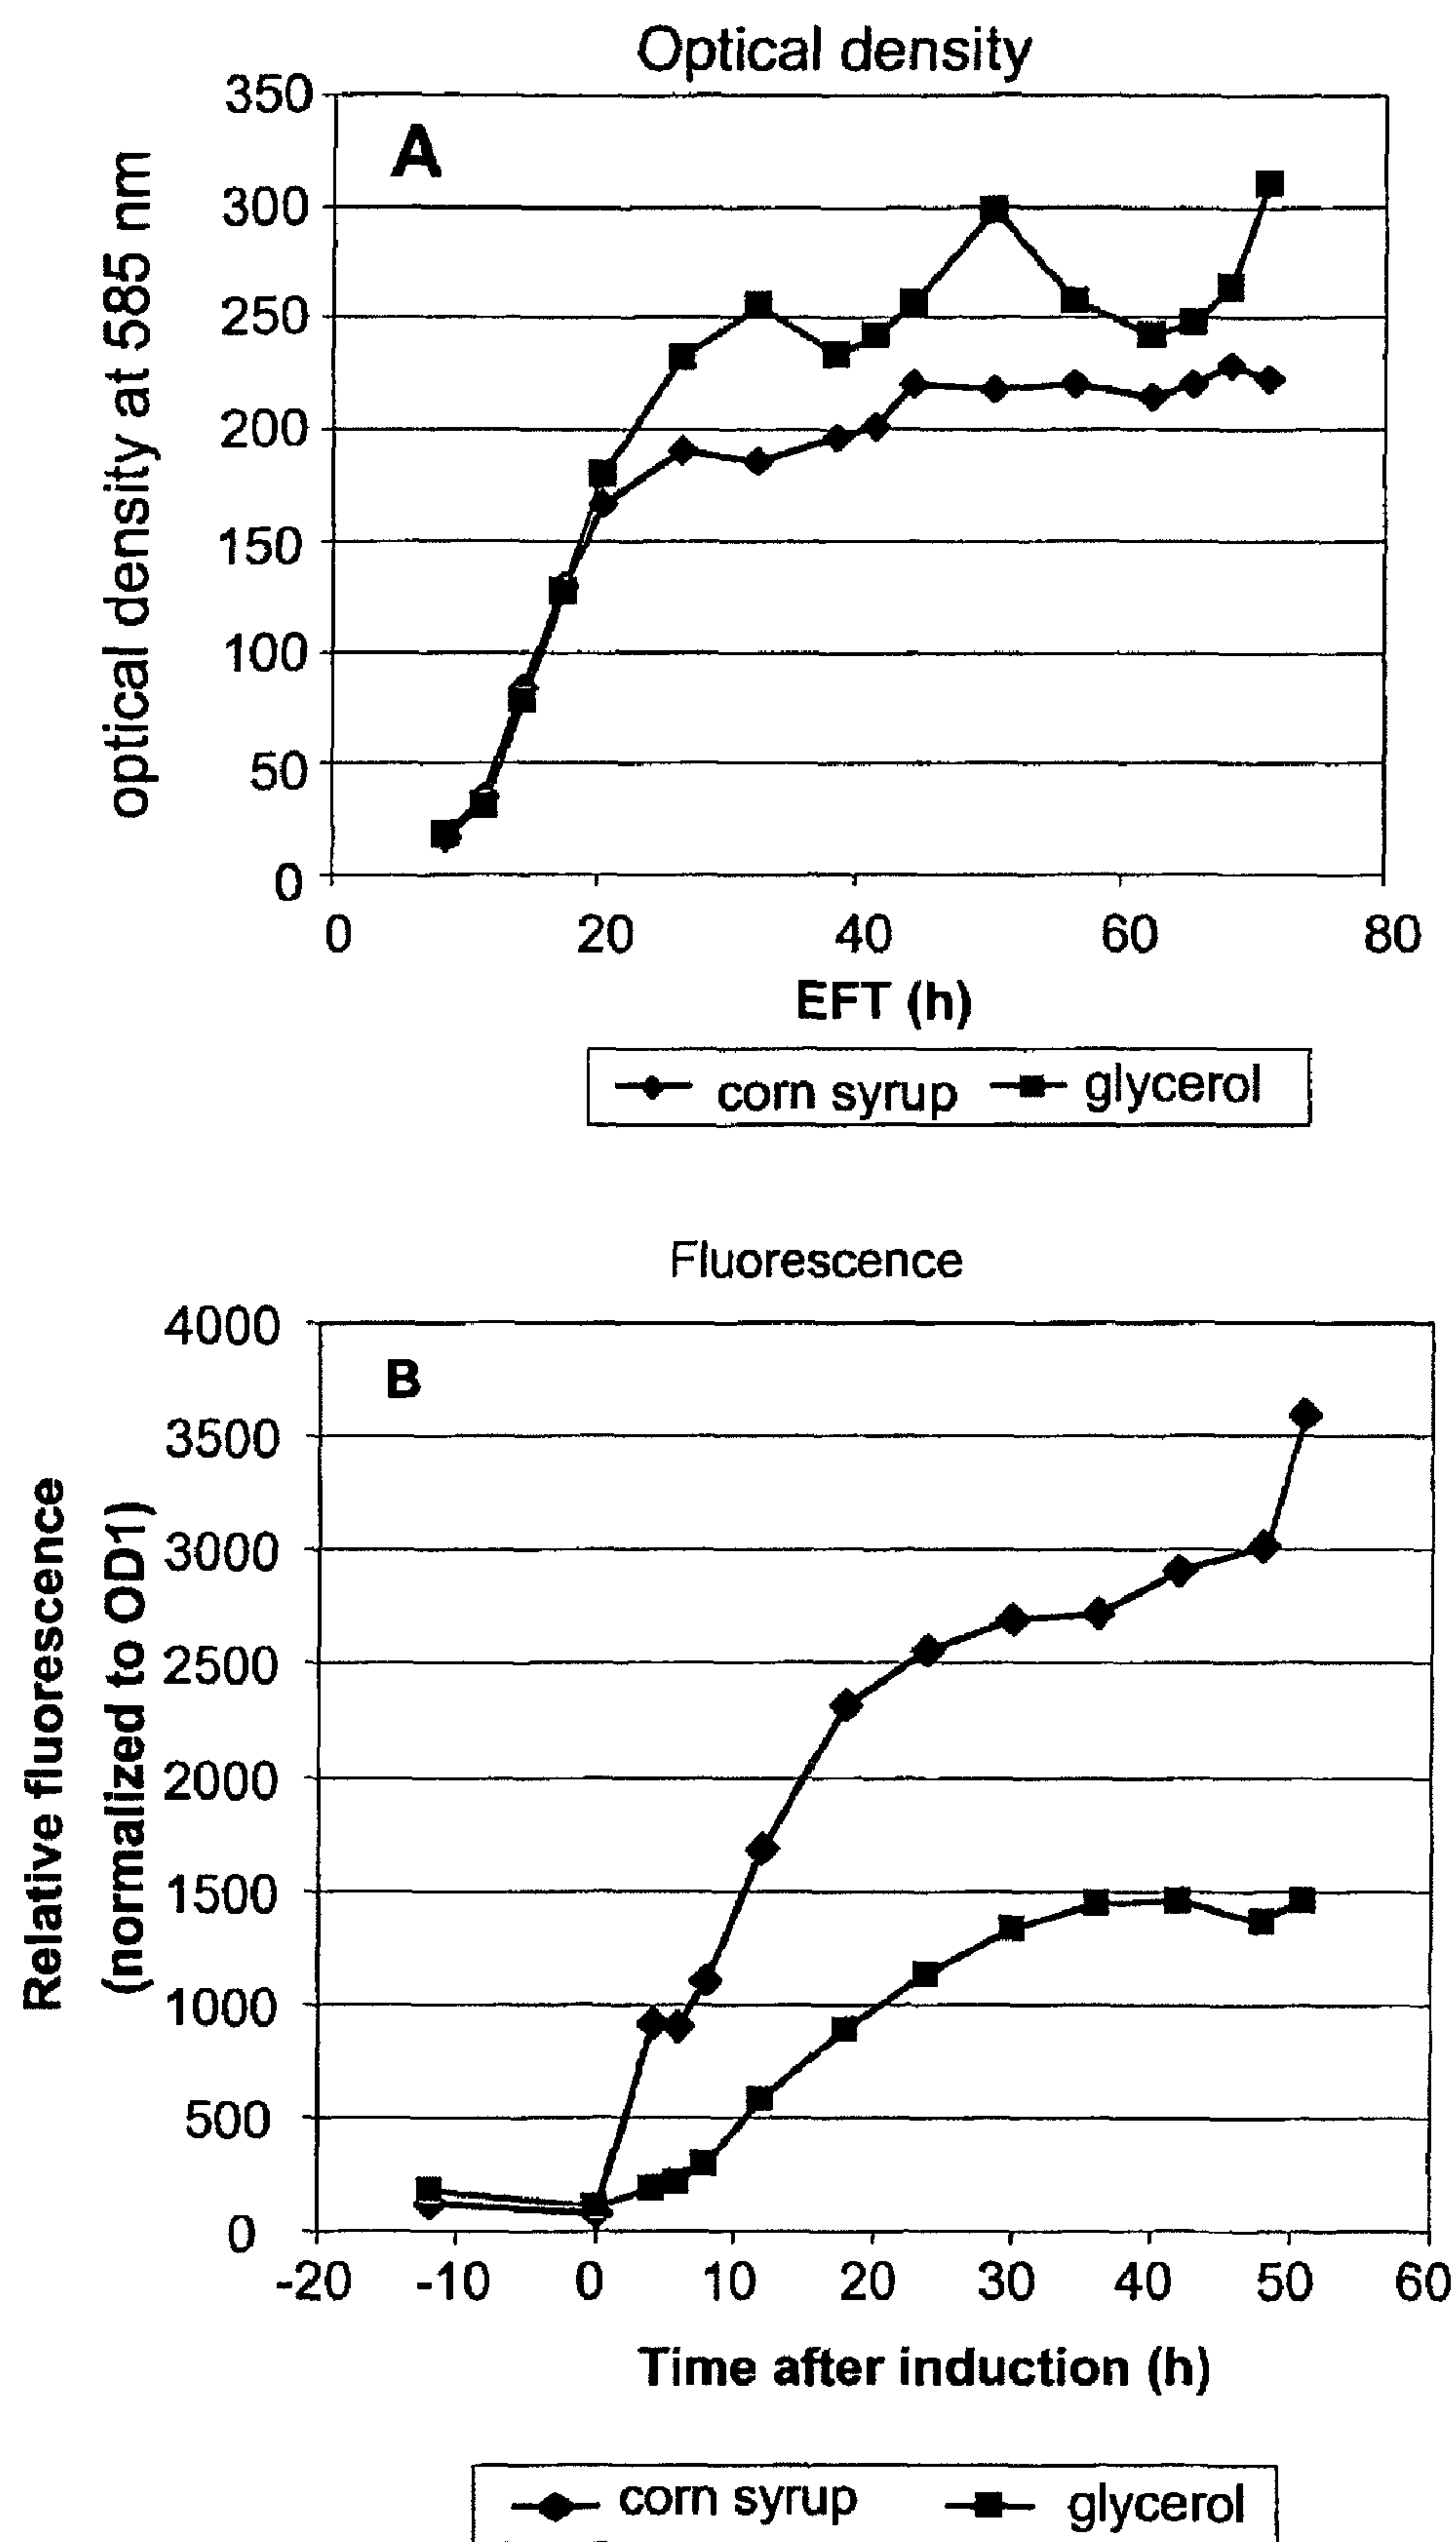 Optical density
A
optical density at 585 nm
350
300
250
200
150
100
50
0
0 20 40 60 80
EFT (h)
corn syrup glycerol
Fluorescence
B
Relative fluorescence
(normalized to OD1)
4000
3500
3000
2500
2000
1500
1000
500
0
-20 -10 0 10 20 30 40 50 60
Time after induction (h)
corn syrup glycerol